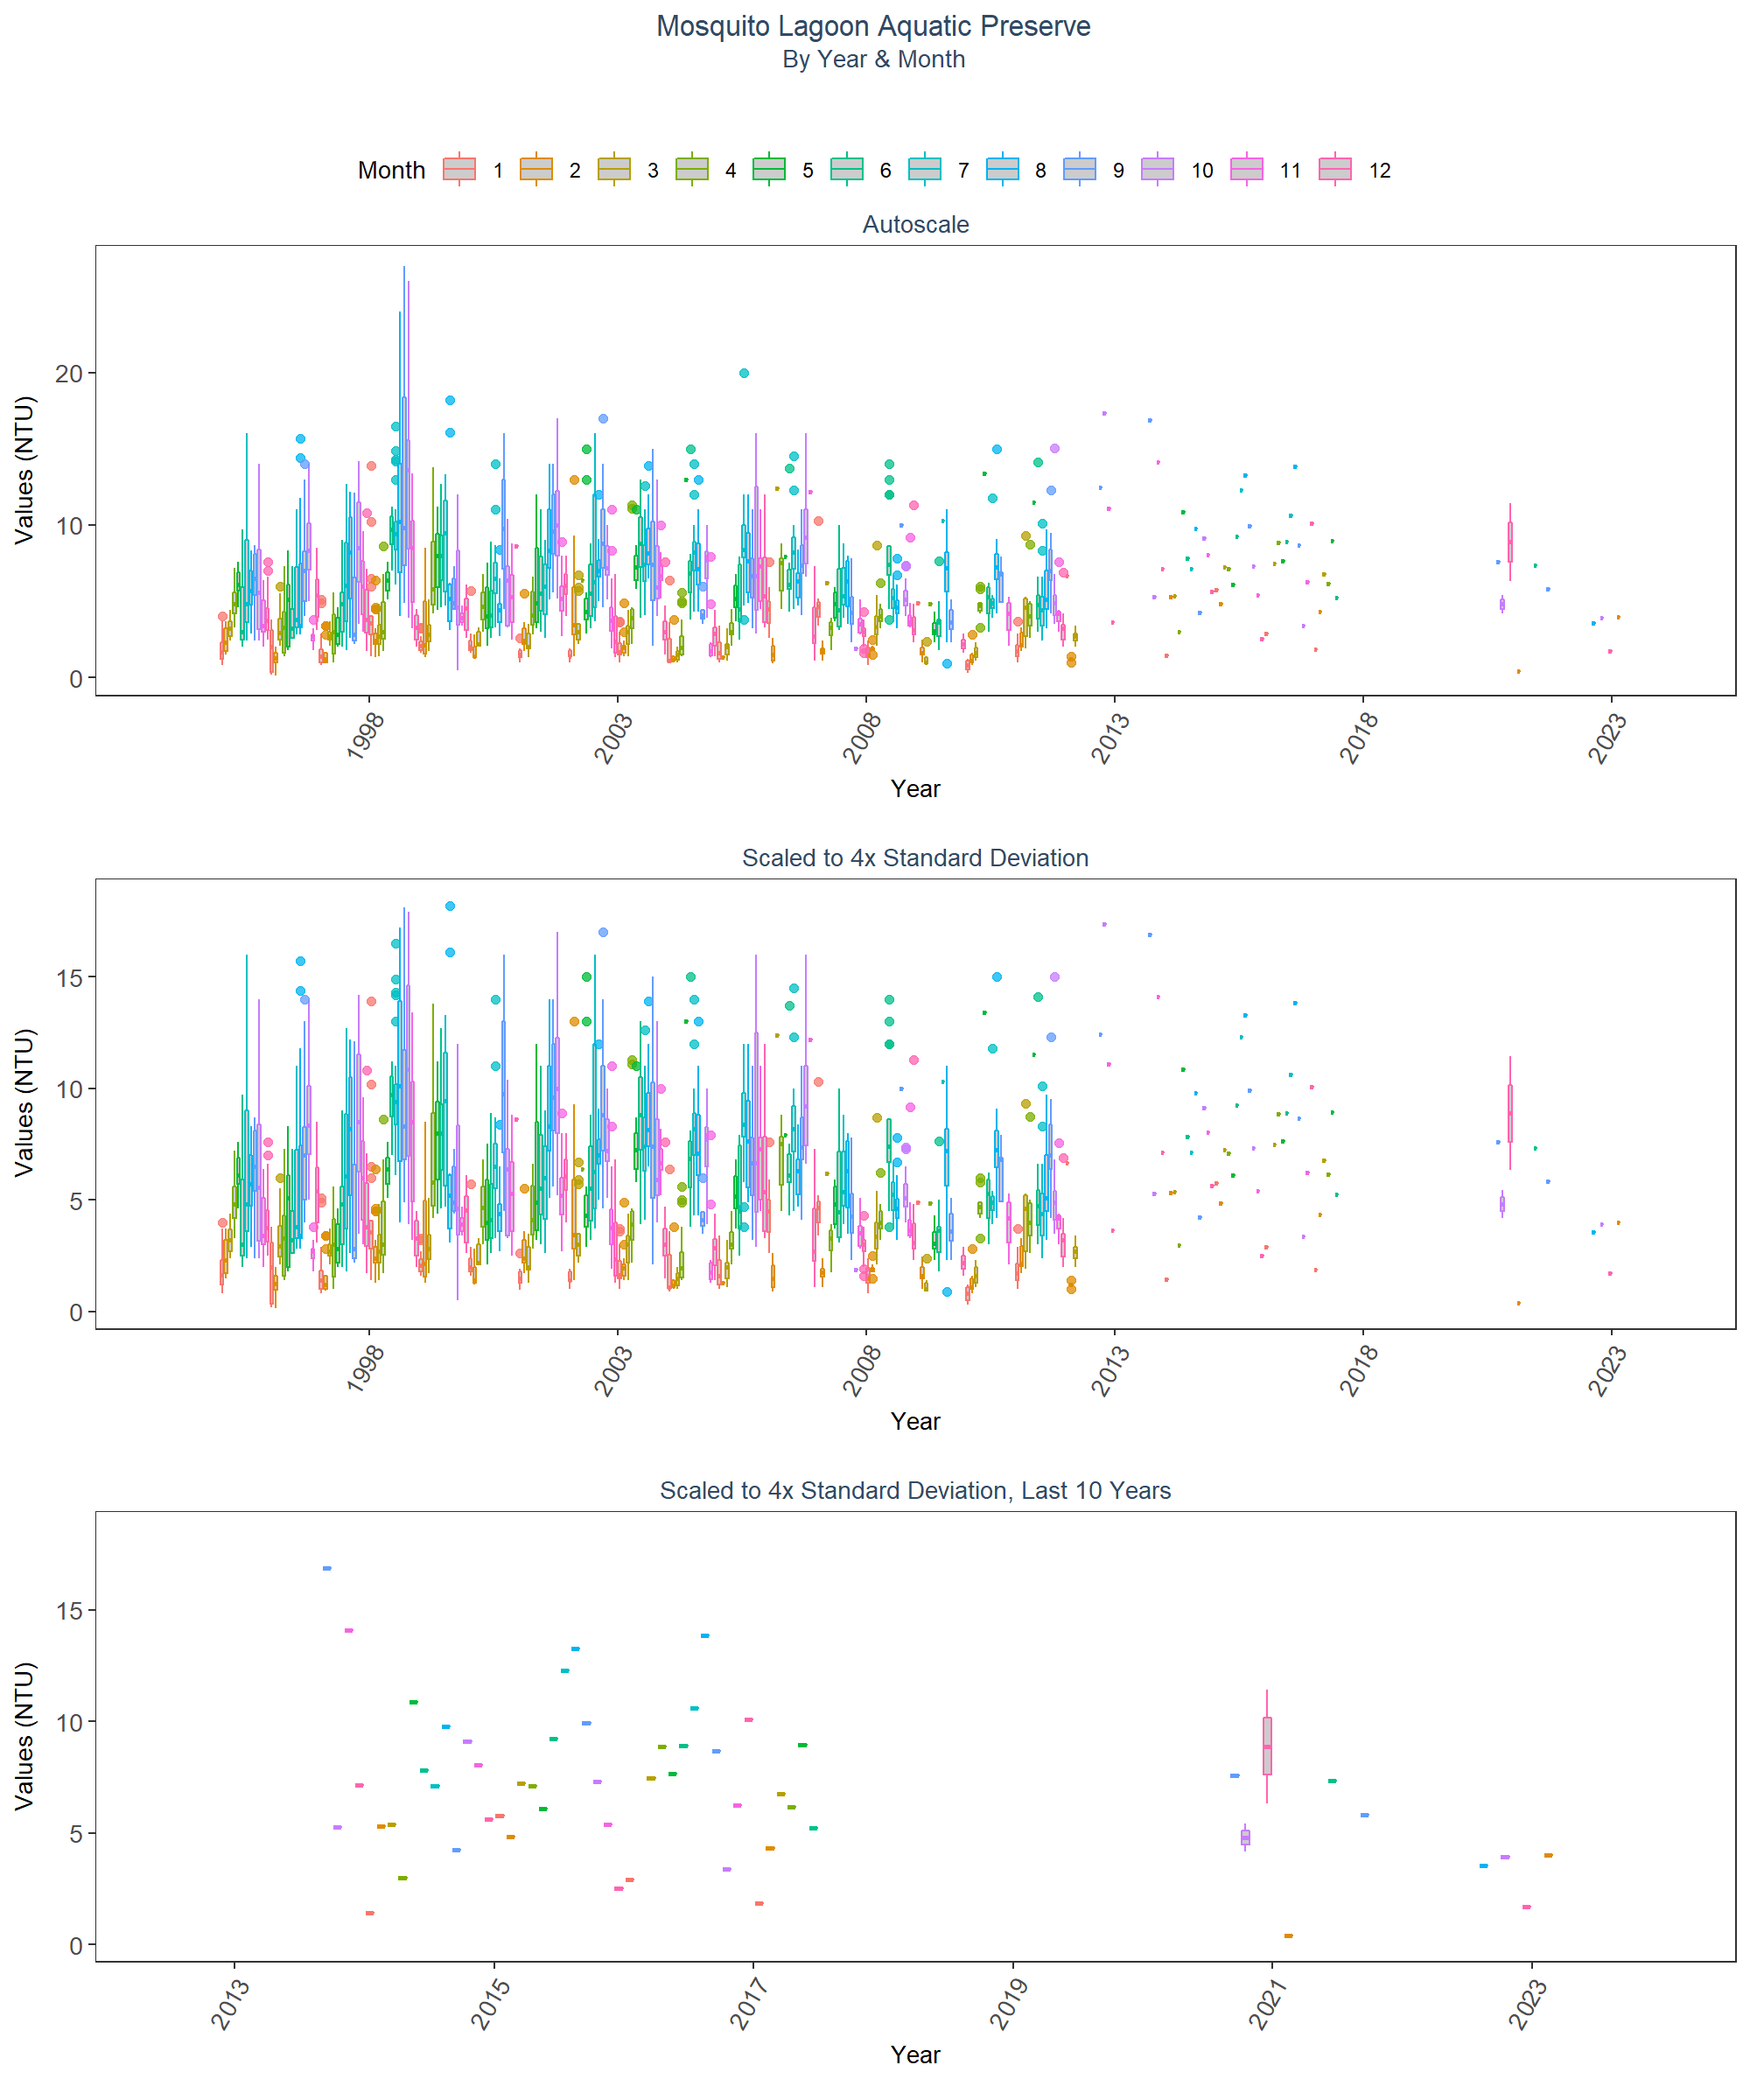 Mosquito Lagoon Aquatic Preserve
By Year & Month
Month 1 2 3 4 5 6 7 8 9 10 11 12
Autoscale
Values (NTU)
20
10
0
1998 2003 2008 2013 2018 2023
Year
Scaled to 4x Standard Deviation
Values (NTU)
15
10
5
0
1998 2003 2008 2013 2018 2023
Year
Scaled to 4x Standard Deviation, Last 10 Years
Values (NTU)
15
10
5
0
2013 2015 2017 2019 2021 2023
Year